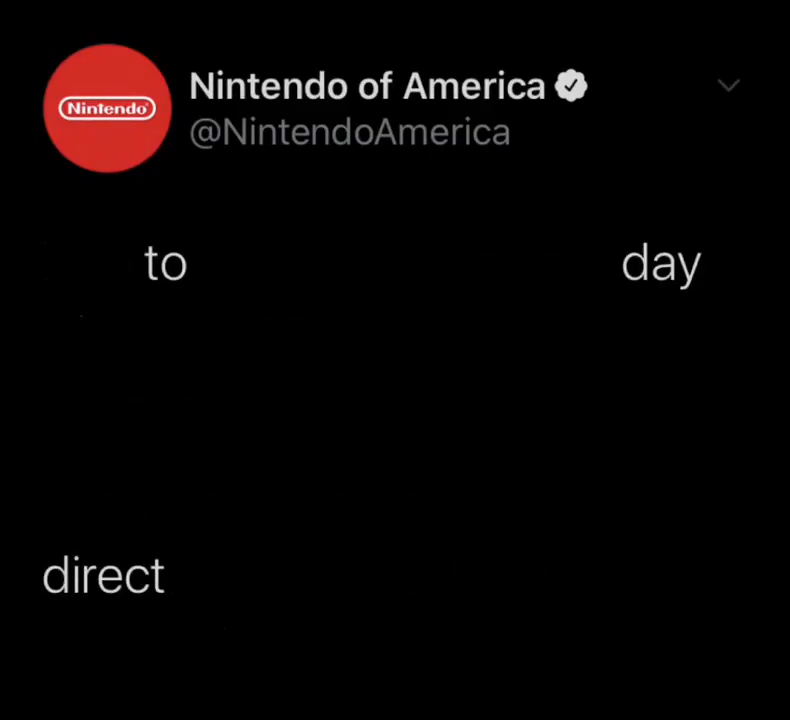 Nintendo
Nintendo of America
@NintendoAmerica
to day
direct